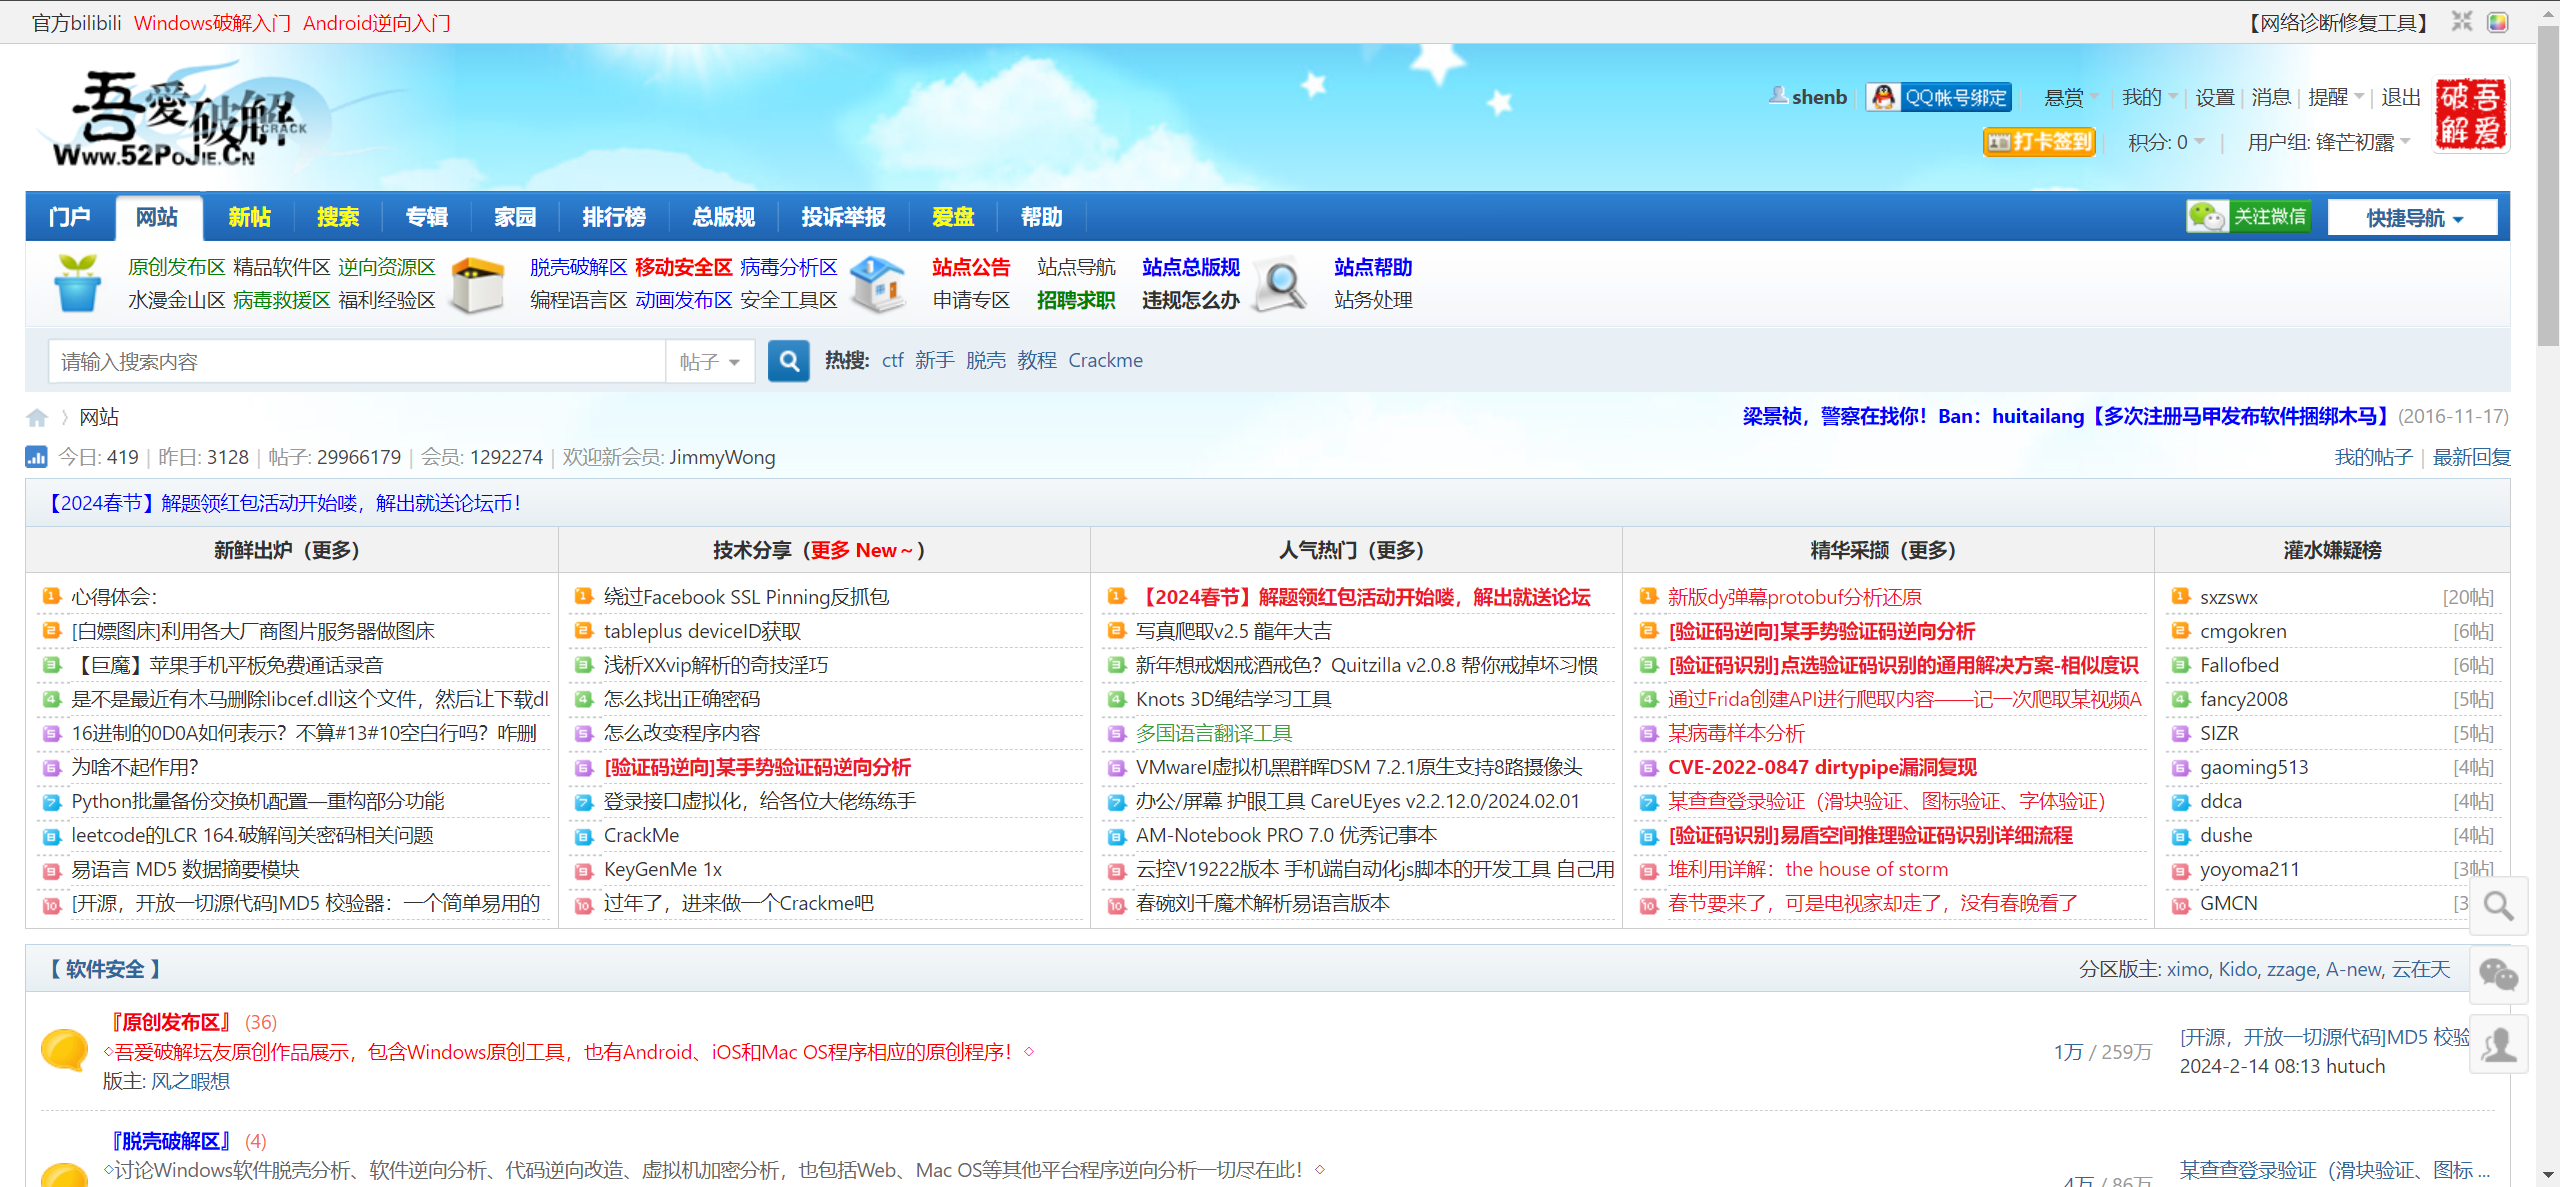 官方bilibili Windows破解入门 Android逆向入门 【网络诊断修复工具】
吾愛破解 CRACK
Www.52PoJie.Cn
shenb QQ帐号绑定 悬赏 我的 设置 消息 提醒 退出
打卡签到 积分: 0 用户组: 锋芒初露
吾爱破解
门户 网站 新帖 搜索 专辑 家园 排行榜 总版规 投诉举报 爱盘 帮助 关注微信 快捷导航
原创发布区 精品软件区 逆向资源区 脱壳破解区 移动安全区 病毒分析区 站点公告 站点导航 站点总版规 站点帮助
水漫金山区 病毒救援区 福利经验区 编程语言区 动画发布区 安全工具区 申请专区 招聘求职 违规怎么办 站务处理
请输入搜索内容 帖子 热搜: ctf 新手 脱壳 教程 Crackme
网站 梁景祯，警察在找你！Ban：huitailang【多次注册马甲发布软件捆绑木马】 (2016-11-17)
今日: 419 | 昨日: 3128 | 帖子: 29966179 | 会员: 1292274 | 欢迎新会员: JimmyWong 我的帖子 | 最新回复
【2024春节】解题领红包活动开始喽，解出就送论坛币！
新鲜出炉（更多） 技术分享（更多 New～） 人气热门（更多） 精华采撷（更多） 灌水嫌疑榜
1 心得体会： 1 绕过Facebook SSL Pinning反抓包 1 【2024春节】解题领红包活动开始喽，解出就送论坛 1 新版dy弹幕protobuf分析还原 1 sxzswx [20帖]
2 [白嫖图床]利用各大厂商图片服务器做图床 2 tableplus deviceID获取 2 写真爬取v2.5 龍年大吉 2 [验证码逆向]某手势验证码逆向分析 2 cmgokren [6帖]
3 【巨魔】苹果手机平板免费通话录音 3 浅析XXvip解析的奇技淫巧 3 新年想戒烟戒酒戒色？Quitzilla v2.0.8 帮你戒掉坏习惯 3 [验证码识别]点选验证码识别的通用解决方案-相似度识 3 Fallofbed [6帖]
4 是不是最近有木马删除libcef.dll这个文件，然后让下载dl 4 怎么找出正确密码 4 Knots 3D绳结学习工具 4 通过Frida创建API进行爬取内容——记一次爬取某视频A 4 fancy2008 [5帖]
5 16进制的0D0A如何表示？不算#13#10空白行吗？咋删 5 怎么改变程序内容 5 多国语言翻译工具 5 某病毒样本分析 5 SIZR [5帖]
6 为啥不起作用？ 6 [验证码逆向]某手势验证码逆向分析 6 VMwareI虚拟机黑群晖DSM 7.2.1原生支持8路摄像头 6 CVE-2022-0847 dirtypipe漏洞复现 6 gaoming513 [4帖]
7 Python批量备份交换机配置—重构部分功能 7 登录接口虚拟化，给各位大佬练练手 7 办公/屏幕 护眼工具 CareUEyes v2.2.12.0/2024.02.01 7 某查查登录验证（滑块验证、图标验证、字体验证） 7 ddca [4帖]
8 leetcode的LCR 164.破解闯关密码相关问题 8 CrackMe 8 AM-Notebook PRO 7.0 优秀记事本 8 [验证码识别]易盾空间推理验证码识别详细流程 8 dushe [4帖]
9 易语言 MD5 数据摘要模块 9 KeyGenMe 1x 9 云控V19222版本 手机端自动化js脚本的开发工具 自己用 9 堆利用详解：the house of storm 9 yoyoma211 [3帖]
10 [开源，开放一切源代码]MD5 校验器：一个简单易用的 10 过年了，进来做一个Crackme吧 10 春碗刘千魔术解析易语言版本 10 春节要来了，可是电视家却走了，没有春晚看了 10 GMCN [3
【 软件安全 】 分区版主: ximo, Kido, zzage, A-new, 云在天
『原创发布区』 (36)
◇吾爱破解坛友原创作品展示，包含Windows原创工具，也有Android、iOS和Mac OS程序相应的原创程序！◇ 1万 / 259万 [开源，开放一切源代码]MD5 校验
版主: 风之暇想 2024-2-14 08:13 hutuch
『脱壳破解区』 (4)
◇讨论Windows软件脱壳分析、软件逆向分析、代码逆向改造、虚拟机加密分析，也包括Web、Mac OS等其他平台程序逆向分析一切尽在此！◇ 4万 / 86万 某查查登录验证（滑块验证、图标 ...